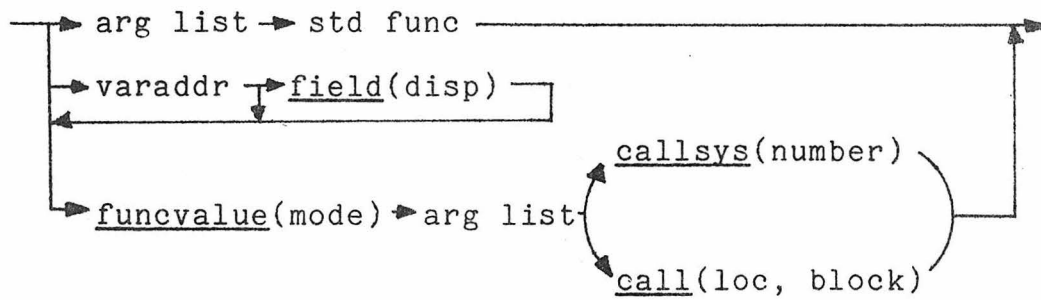 arg list std func
varaddr field(disp)
callsys(number)
funcvalue(mode) arg list
call(loc, block)